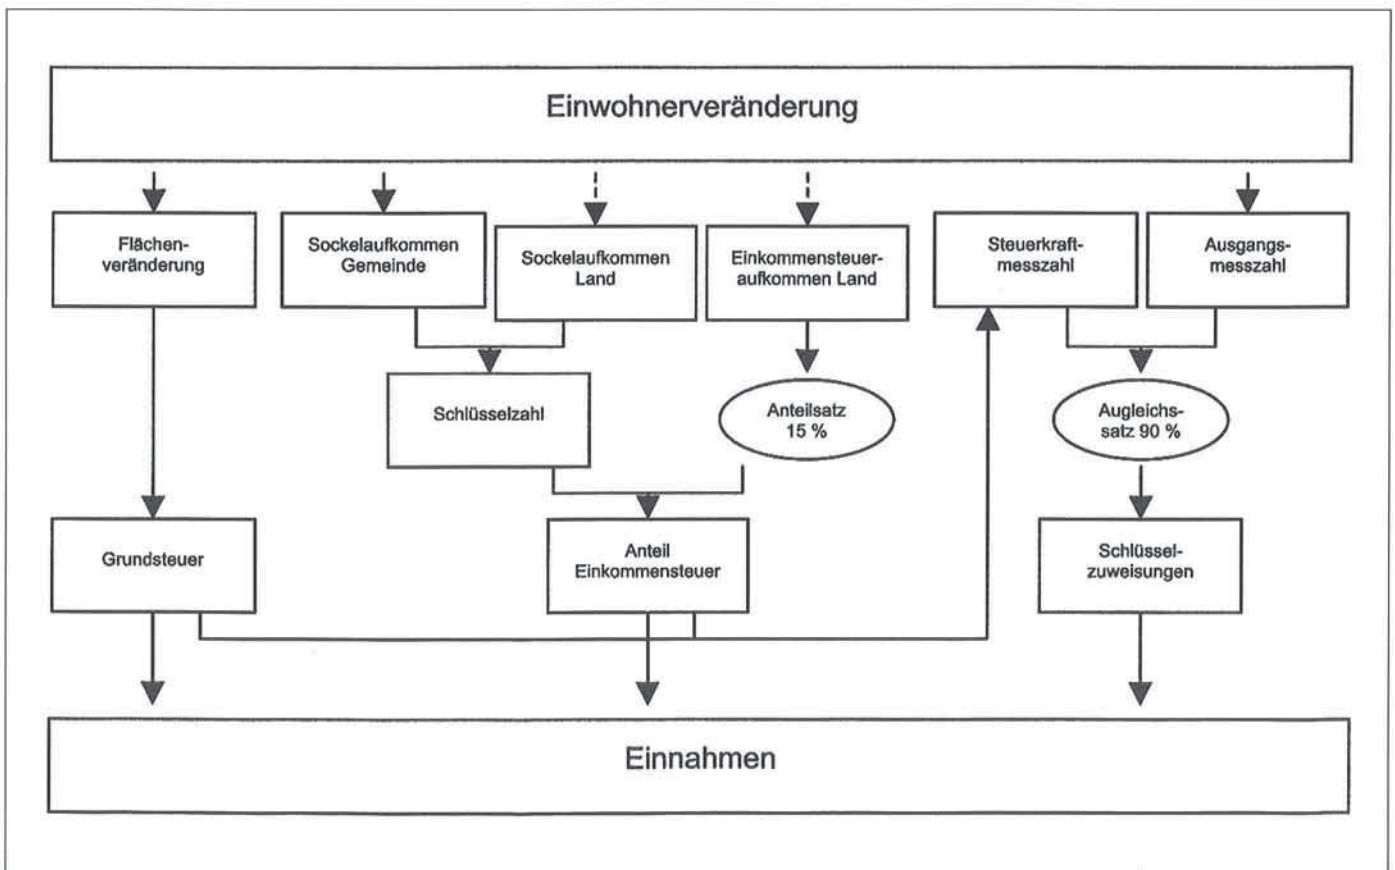 Einwohnerveränderung
Flächen-
veränderung
Sockelaufkommen
Gemeinde
Sockelaufkommen
Land
Einkommensteuer-
aufkommen Land
Steuerkraft-
messzahl
Ausgangs-
messzahl
Schlüsselzahl
Anteilsatz
15 %
Augleichs-
satz 90 %
Grundsteuer
Anteil
Einkommensteuer
Schlüssel-
zuweisungen
Einnahmen